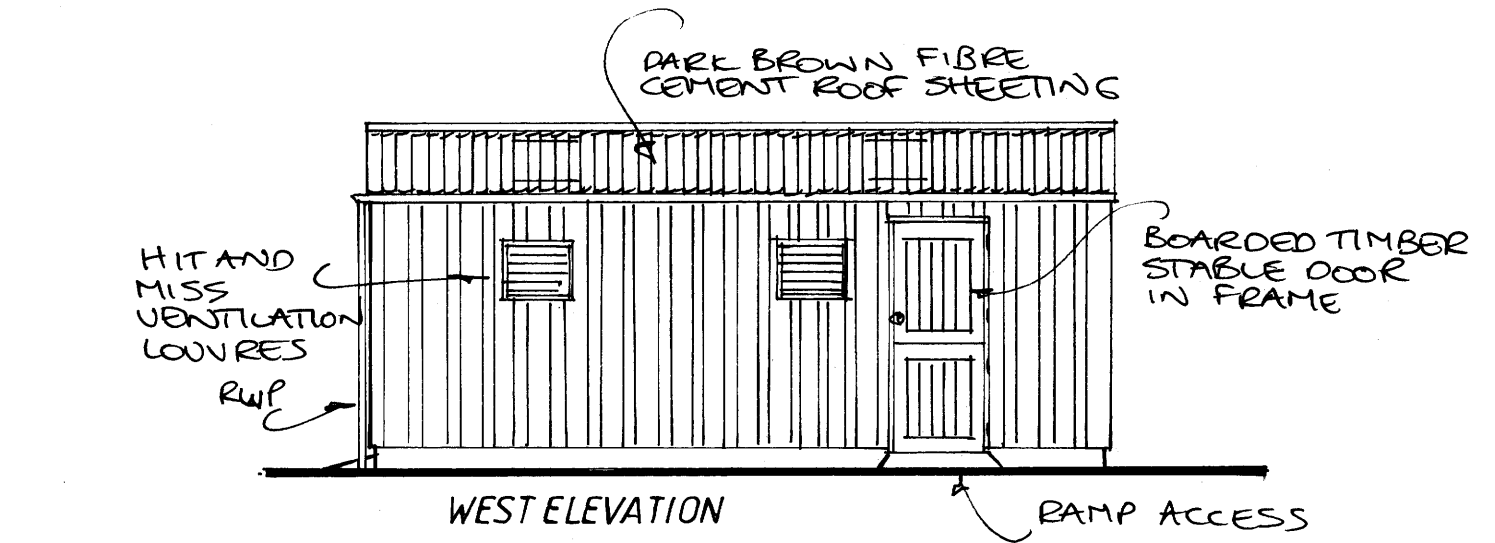 DARK BROWN FIBRE
CEMENT ROOF SHEETING
HIT AND
MISS
VENTILATION
LOUVRES
RWP
BOARDED TIMBER
STABLE DOOR
IN FRAME
WEST ELEVATION
RAMP ACCESS